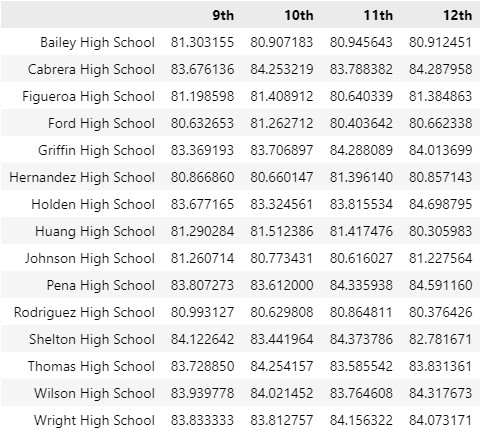 9th 10th 11th 12th
Bailey High School 81.303155 80.907183 80.945643 80.912451
Cabrera High School 83.676136 84.253219 83.788382 84.287958
Figueroa High School 81.198598 81.408912 80.640339 81.384863
Ford High School 80.632653 81.262712 80.403642 80.662338
Griffin High School 83.369193 83.706897 84.288089 84.013699
Hernandez High School 80.866860 80.660147 81.396140 80.857143
Holden High School 83.677165 83.324561 83.815534 84.698795
Huang High School 81.290284 81.512386 81.417476 80.305983
Johnson High School 81.260714 80.773431 80.616027 81.227564
Pena High School 83.807273 83.612000 84.335938 84.591160
Rodriguez High School 80.993127 80.629808 80.864811 80.376426
Shelton High School 84.122642 83.441964 84.373786 82.781671
Thomas High School 83.728850 84.254157 83.585542 83.831361
Wilson High School 83.939778 84.021452 83.764608 84.317673
Wright High School 83.833333 83.812757 84.156322 84.073171